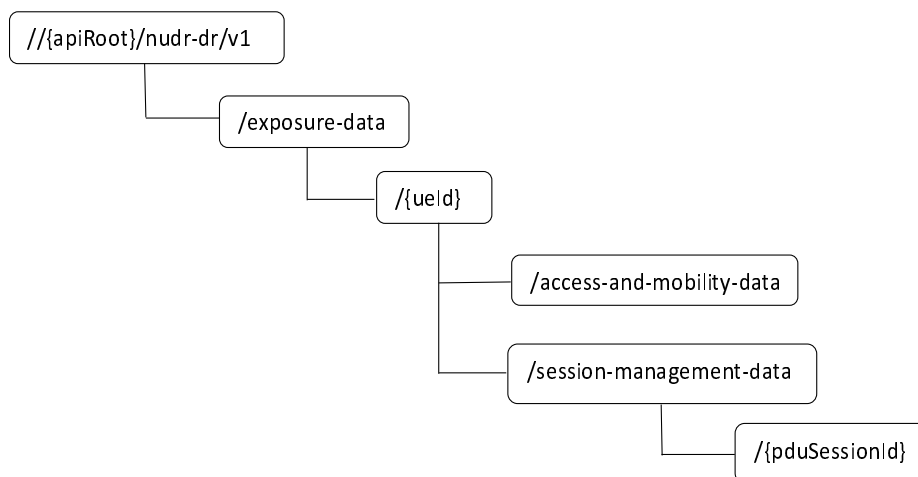 //{apiRoot}/nudr-dr/v1
/exposure-data
/{ueId}
/access-and-mobility-data
/session-management-data
/{pduSessionId}